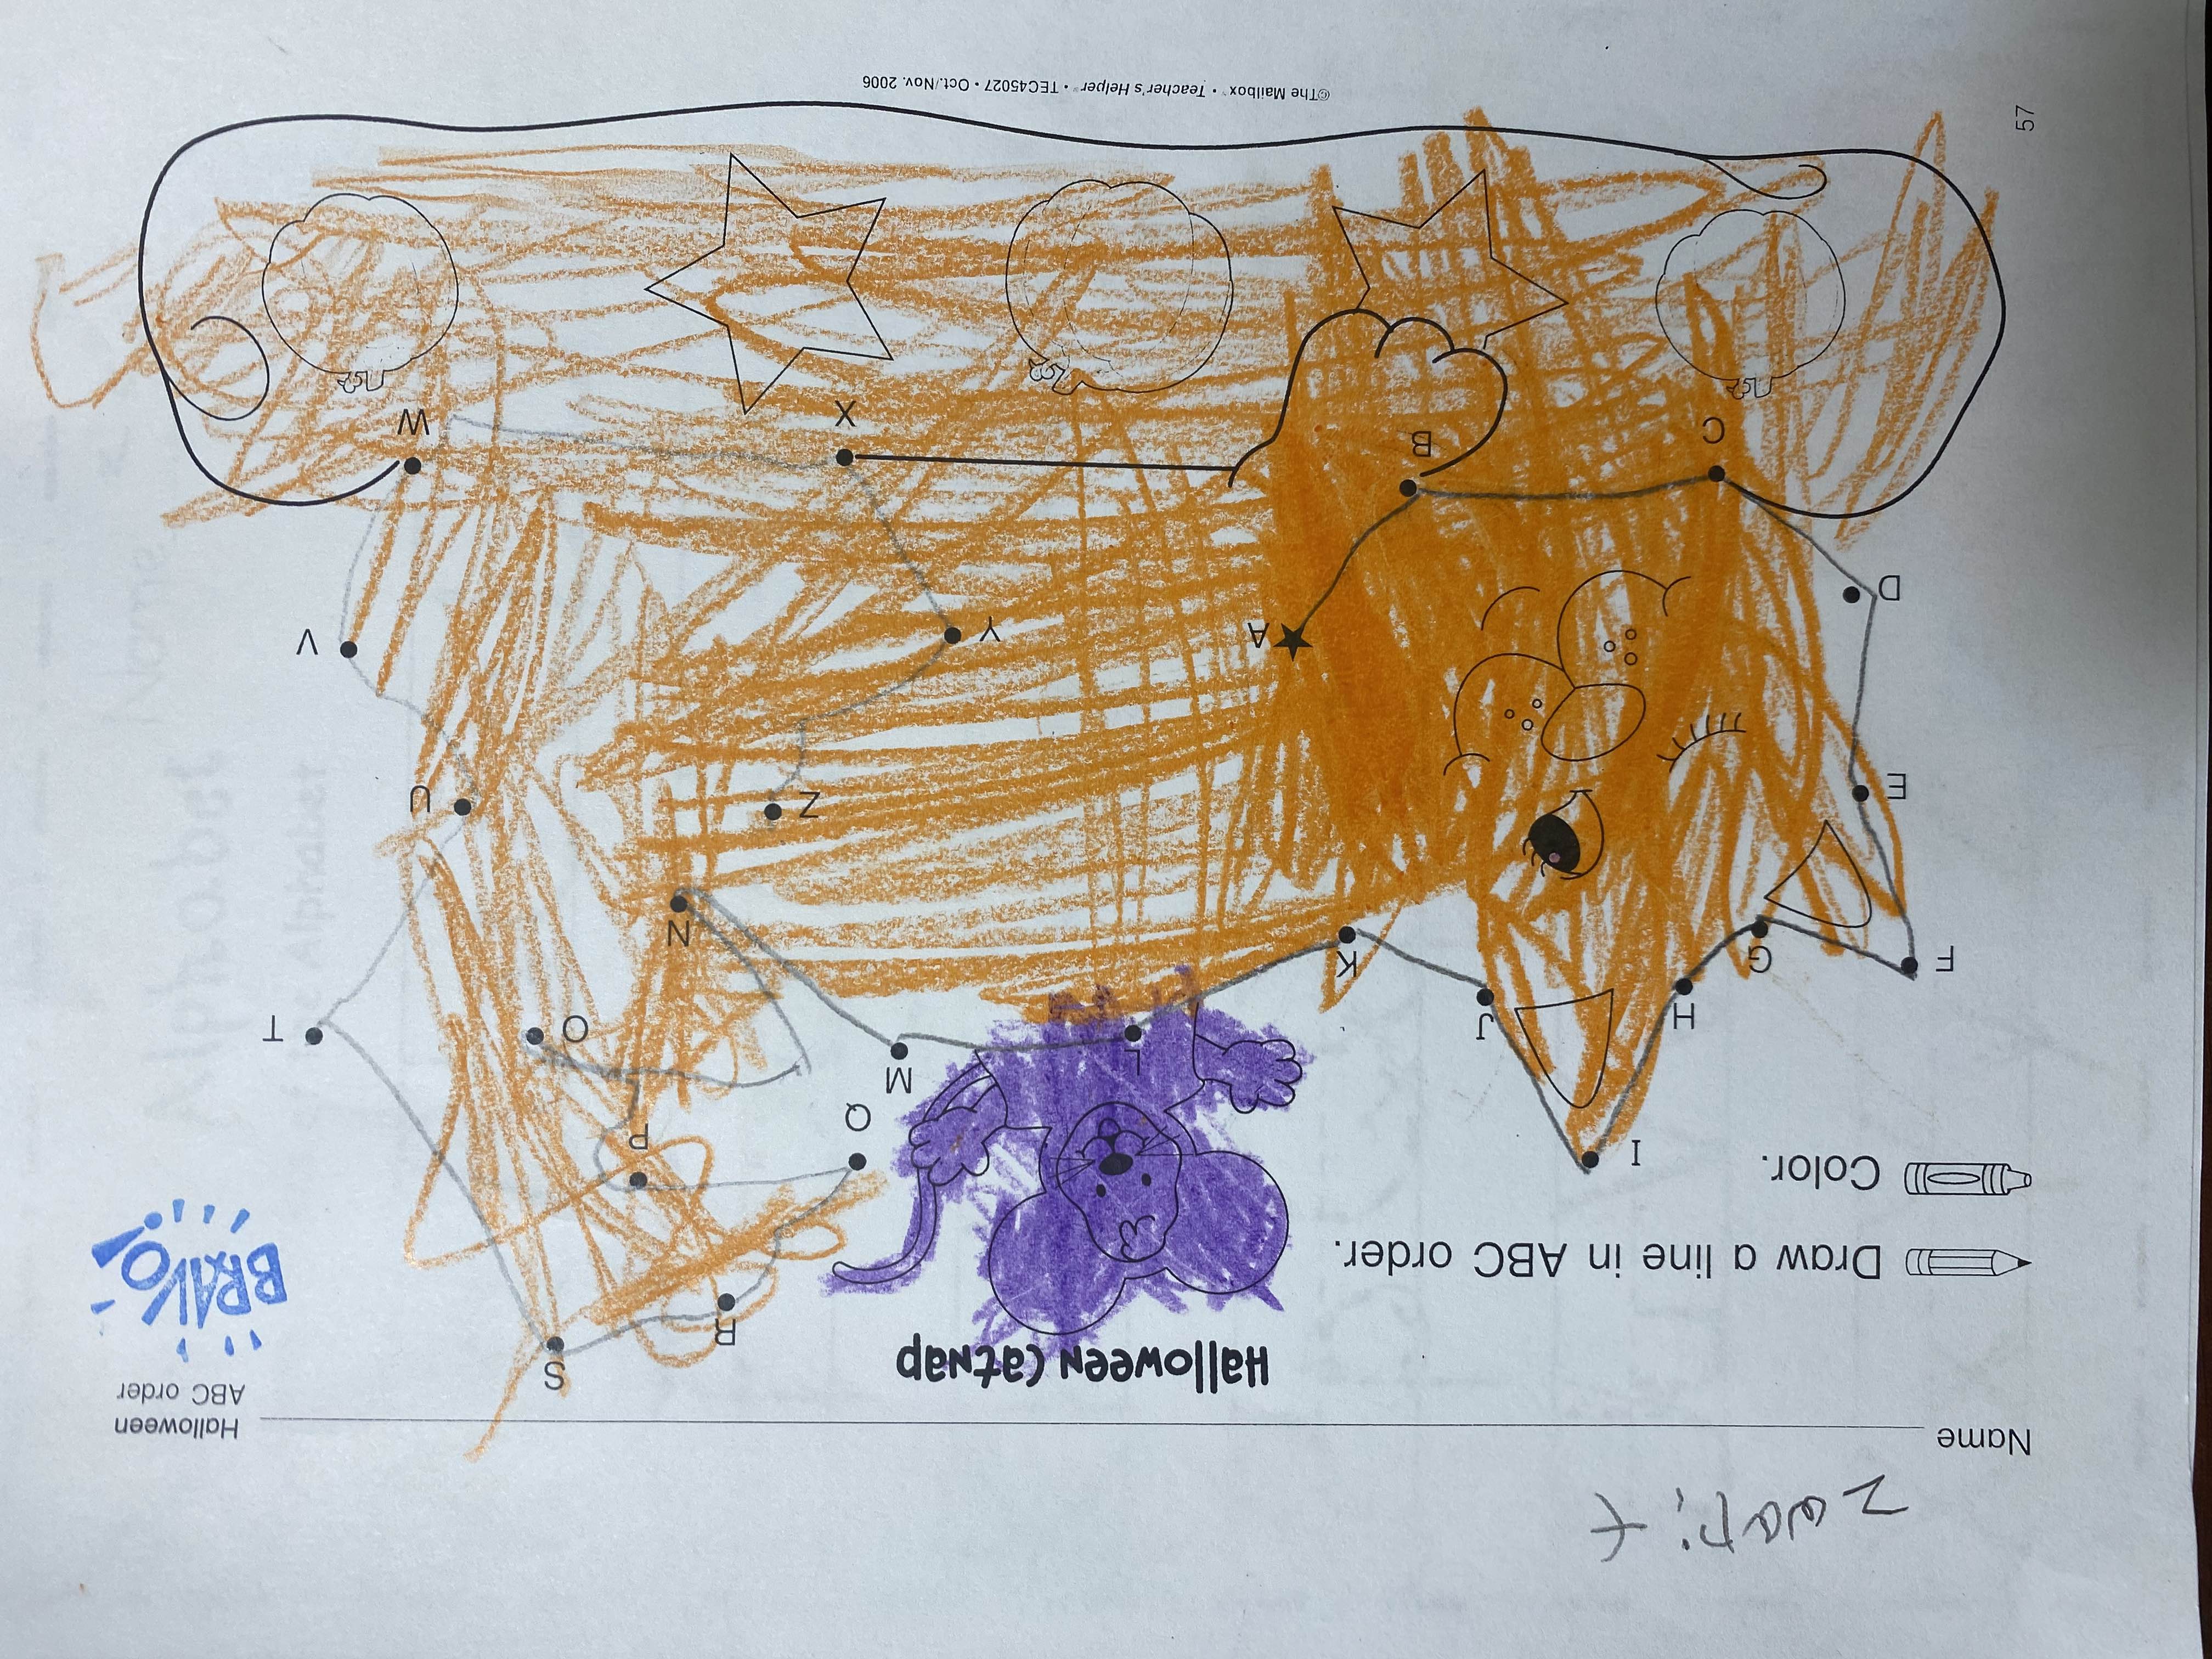 Name
Halloween
ABC order
BRAVO!
Halloween Catnap
Draw a line in ABC order.
Color.
I
J
K
L
M
N
O
P
Q
R
S
T
U
V
W
X
Y
Z
A
B
C
D
E
F
G
H
57
©The Mailbox® • Teacher's Helper® • TEC45027 • Oct./Nov. 2006